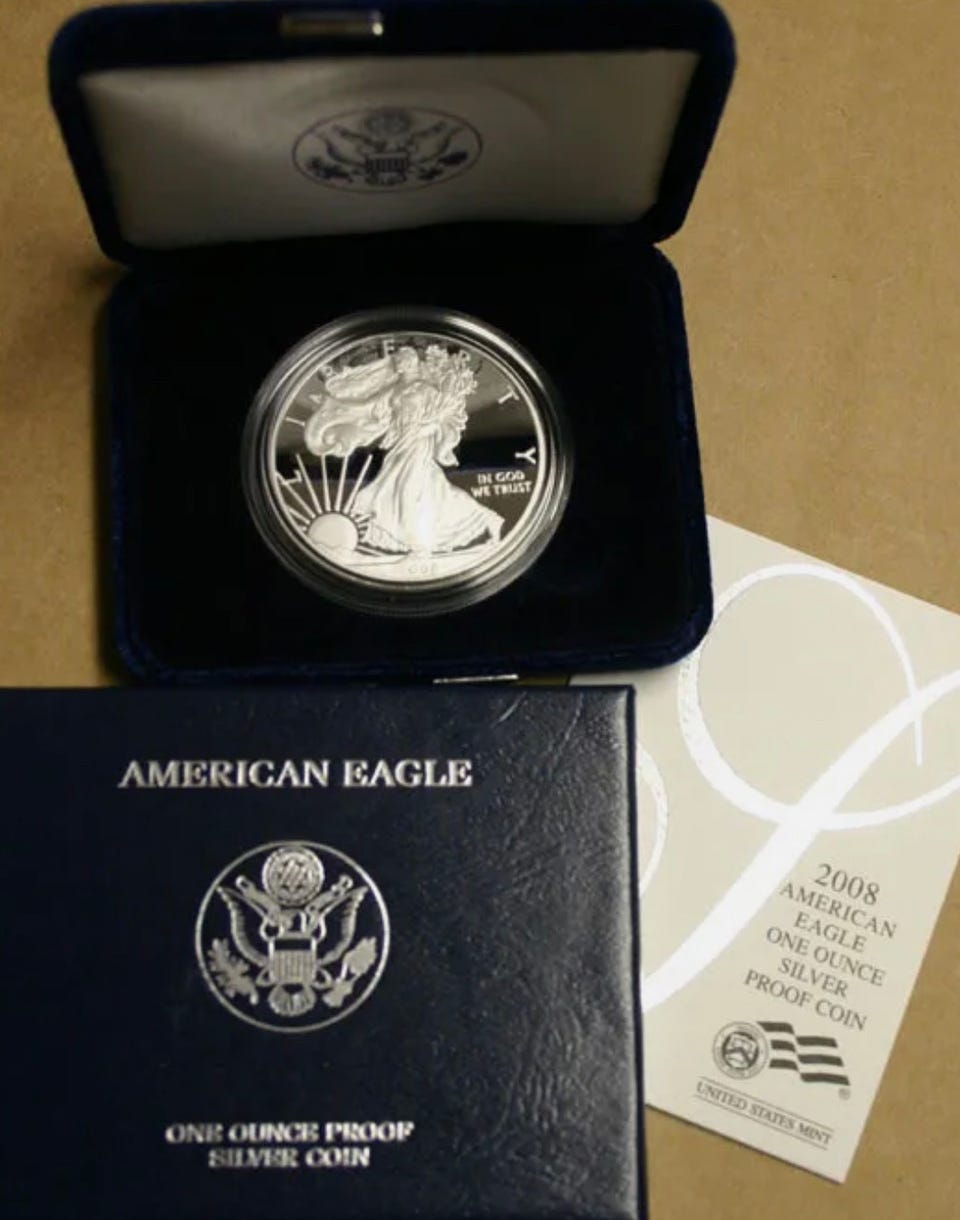 LIBERTY
IN GOD
WE TRUST
AMERICAN EAGLE
ONE OUNCE PROOF
SILVER COIN
2008
AMERICAN
EAGLE
ONE OUNCE
SILVER
PROOF COIN
®
UNITED STATES MINT